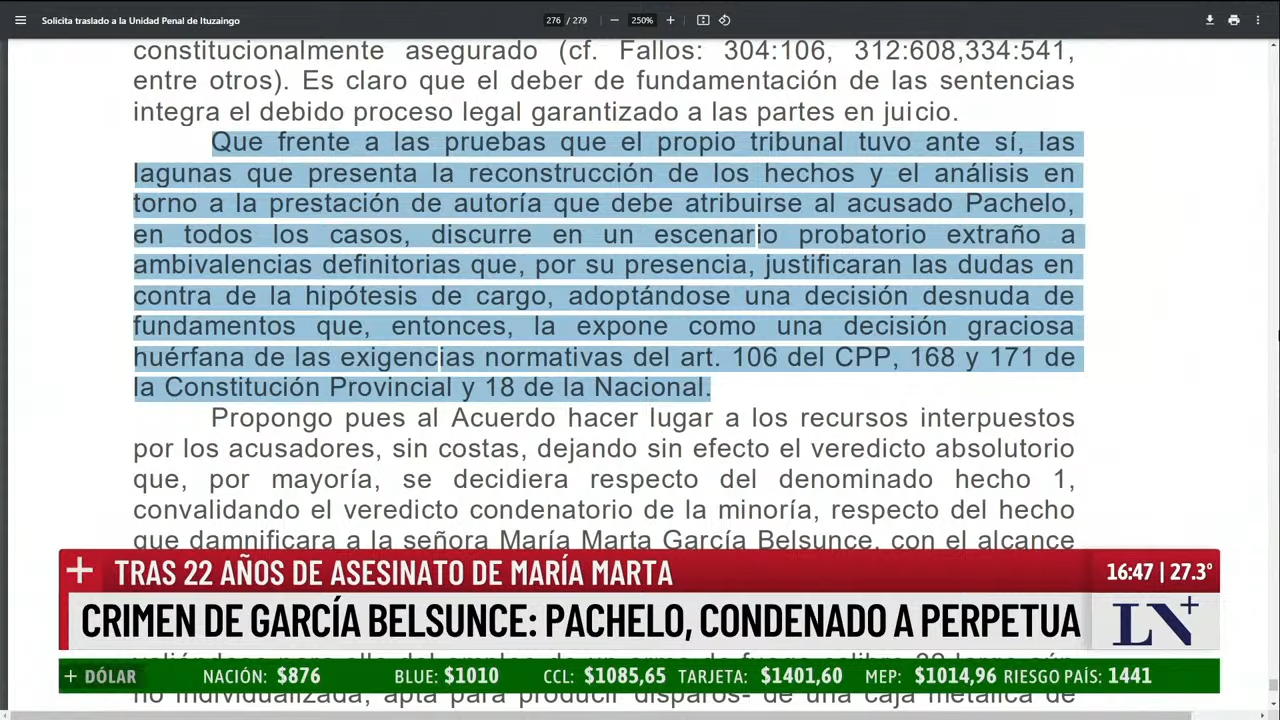 Solicita traslado a la Unidad Penal de Ituzaingo
276 / 279
250%
constitucionalmente asegurado (cf. Fallos: 304:106, 312:608,334:541,
entre otros). Es claro que el deber de fundamentación de las sentencias
integra el debido proceso legal garantizado a las partes en juicio.
Que frente a las pruebas que el propio tribunal tuvo ante sí, las
lagunas que presenta la reconstrucción de los hechos y el análisis en
torno a la prestación de autoría que debe atribuirse al acusado Pachelo,
en todos los casos, discurre en un escenario probatorio extraño a
ambivalencias definitorias que, por su presencia, justificaran las dudas en
contra de la hipótesis de cargo, adoptándose una decisión desnuda de
fundamentos que, entonces, la expone como una decisión graciosa
huérfana de las exigencias normativas del art. 106 del CPP, 168 y 171 de
la Constitución Provincial y 18 de la Nacional.
Propongo pues al Acuerdo hacer lugar a los recursos interpuestos
por los acusadores, sin costas, dejando sin efecto el veredicto absolutorio
que, por mayoría, se decidiera respecto del denominado hecho 1,
convalidando el veredicto condenatorio de la minoría, respecto del hecho
que damnificara a la señora María Marta García Belsunce, con el alcance
+ TRAS 22 AÑOS DE ASESINATO DE MARÍA MARTA
16:47 | 27.3°
CRIMEN DE GARCÍA BELSUNCE: PACHELO, CONDENADO A PERPETUA
LN+
+ DÓLAR NACIÓN: $876 BLUE: $1010 CCL: $1085,65 TARJETA: $1401,60 MEP: $1014,96 RIESGO PAÍS: 1441
no individualizada, apta para producir disparos- de una caja metálica de